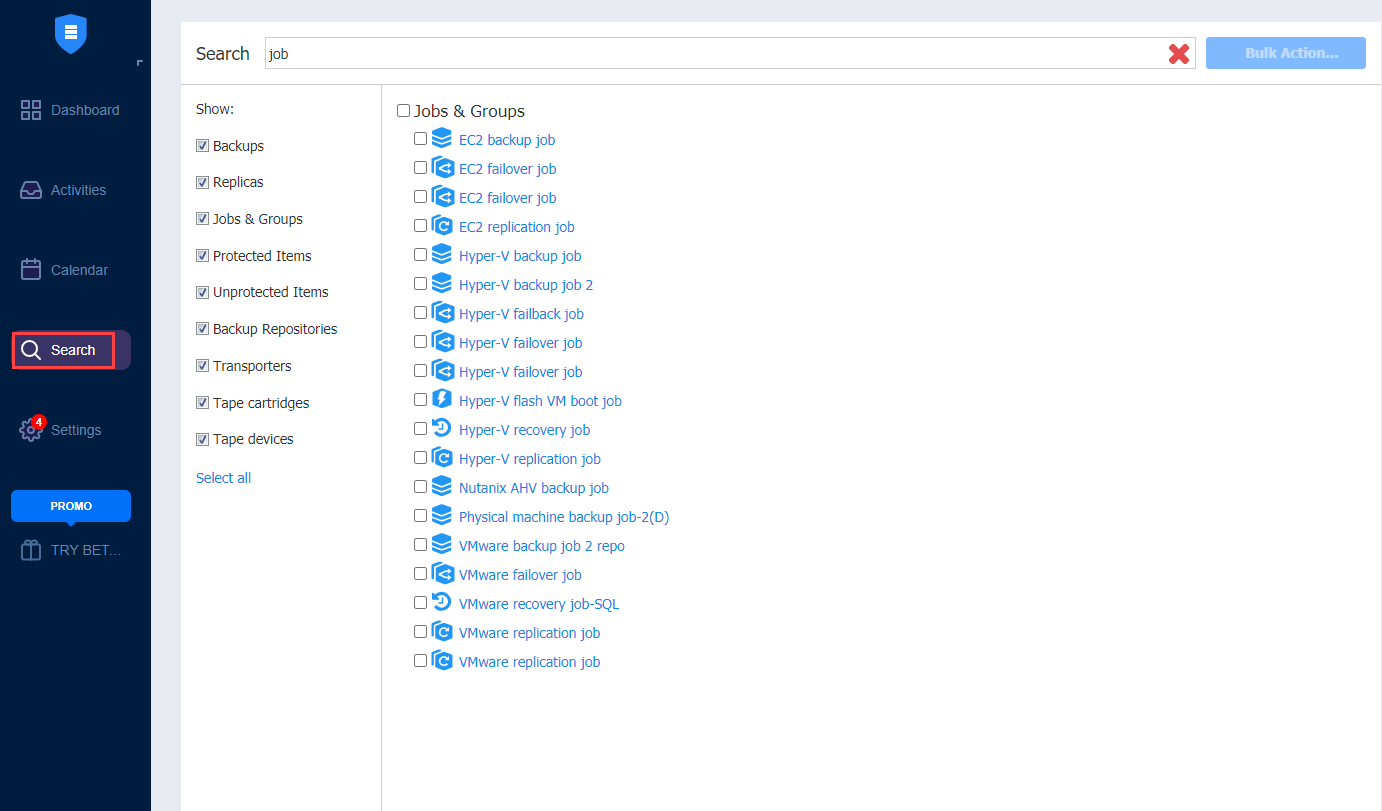 Dashboard
Activities
Calendar
Search
4
Settings
PROMO
TRY BET...
Search
job
Bulk Action...
Show:
Backups
Replicas
Jobs & Groups
Protected Items
Unprotected Items
Backup Repositories
Transporters
Tape cartridges
Tape devices
Select all
Jobs & Groups
EC2 backup job
EC2 failover job
EC2 failover job
EC2 replication job
Hyper-V backup job
Hyper-V backup job 2
Hyper-V failback job
Hyper-V failover job
Hyper-V failover job
Hyper-V flash VM boot job
Hyper-V recovery job
Hyper-V replication job
Nutanix AHV backup job
Physical machine backup job-2(D)
VMware backup job 2 repo
VMware failover job
VMware recovery job-SQL
VMware replication job
VMware replication job